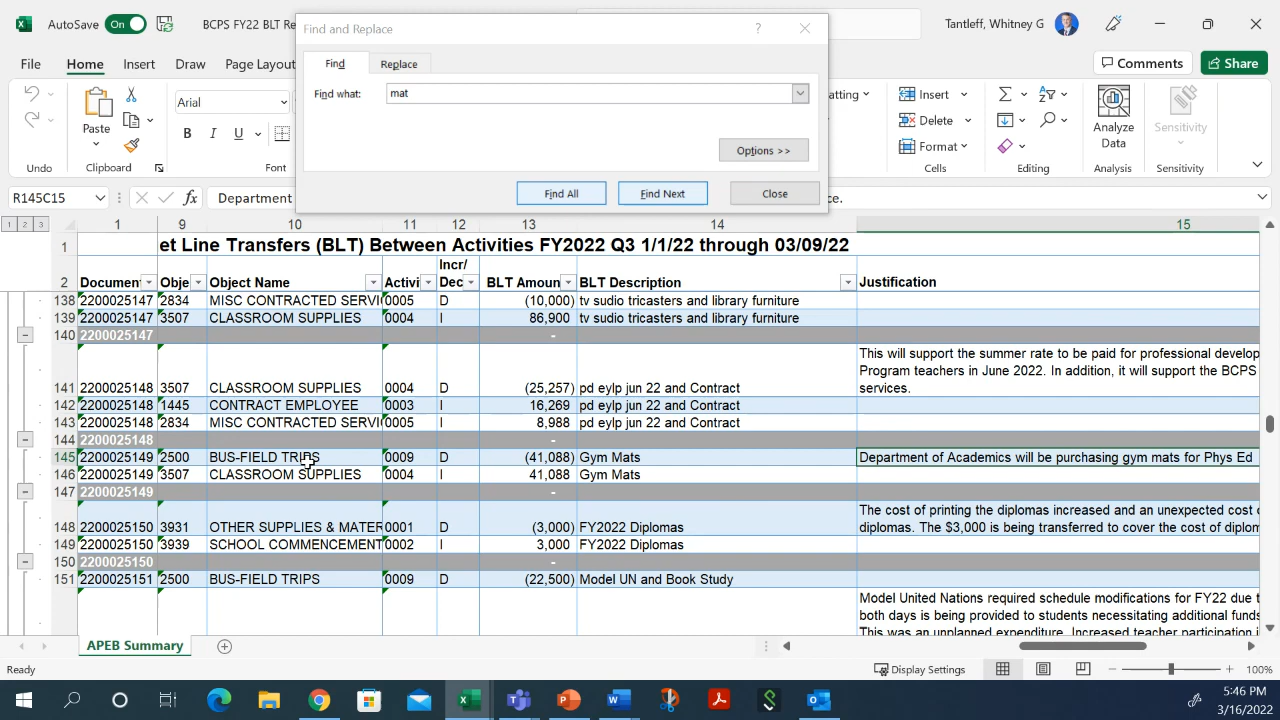 AutoSave On BCPS FY22 BLT Re Tantleff, Whitney G
Find and Replace
File Home Insert Draw Page Layout Comments Share
Find Replace
Find what: mat
Options >>
Find All Find Next Close
Arial
Paste
B I U
Insert
Delete
Format
Analyze Data
Sensitivity
Undo Clipboard Font Cells Analysis Sensitivity
R145C15 fx Department ce.
1 2 3 1 9 10 11 12 13 14 15
1 et Line Transfers (BLT) Between Activities FY2022 Q3 1/1/22 through 03/09/22
2 Documen Obje Object Name Activi Incr/ Dec BLT Amoun BLT Description Justification
138 2200025147 2834 MISC CONTRACTED SERVI 0005 D (10,000) tv sudio tricasters and library furniture
139 2200025147 3507 CLASSROOM SUPPLIES 0004 I 86,900 tv sudio tricasters and library furniture
140 2200025147 -
This will support the summer rate to be paid for professional develop
Program teachers in June 2022. In addition, it will support the BCPS
141 2200025148 3507 CLASSROOM SUPPLIES 0004 D (25,257) pd eylp jun 22 and Contract services.
142 2200025148 1445 CONTRACT EMPLOYEE 0003 I 16,269 pd eylp jun 22 and Contract
143 2200025148 2834 MISC CONTRACTED SERVI 0005 I 8,988 pd eylp jun 22 and Contract
144 2200025148 -
145 2200025149 2500 BUS-FIELD TRIPS 0009 D (41,088) Gym Mats Department of Academics will be purchasing gym mats for Phys Ed
146 2200025149 3507 CLASSROOM SUPPLIES 0004 I 41,088 Gym Mats
147 2200025149 -
The cost of printing the diplomas increased and an unexpected cost
148 2200025150 3931 OTHER SUPPLIES & MATER 0001 D (3,000) FY2022 Diplomas diplomas. The $3,000 is being transferred to cover the cost of diplom
149 2200025150 3939 SCHOOL COMMENCEMENT 0002 I 3,000 FY2022 Diplomas
150 2200025150 -
151 2200025151 2500 BUS-FIELD TRIPS 0009 D (22,500) Model UN and Book Study
Model United Nations required schedule modifications for FY22 due t
both days is being provided to students necessitating additional funds
This was an unplanned expenditure. Increased teacher participation i
APEB Summary
Ready Display Settings 100%
5:46 PM
3/16/2022